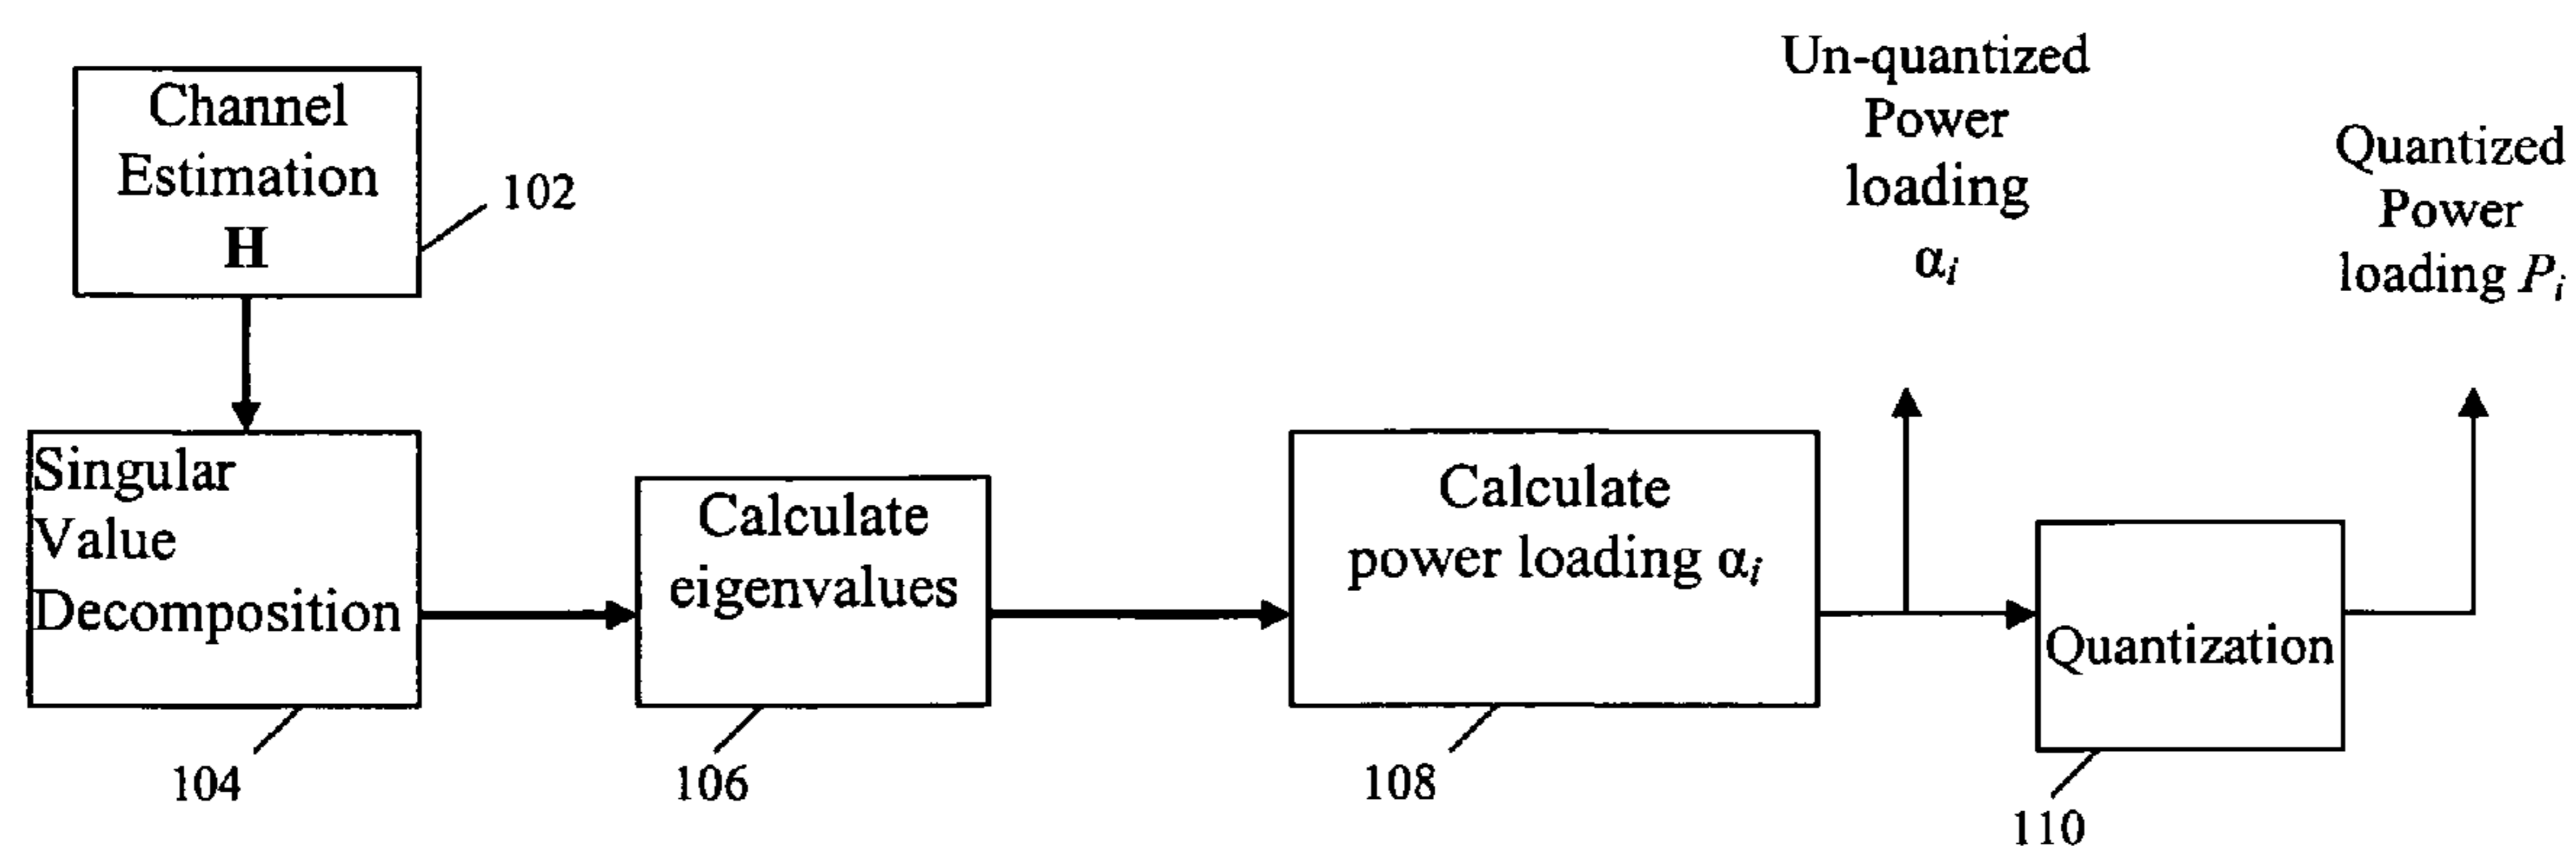 Channel
Estimation
H
102
Singular
Value
Decomposition
104
Calculate
eigenvalues
106
Calculate
power loading αi
108
Un-quantized
Power
loading
αi
Quantization
110
Quantized
Power
loading Pi